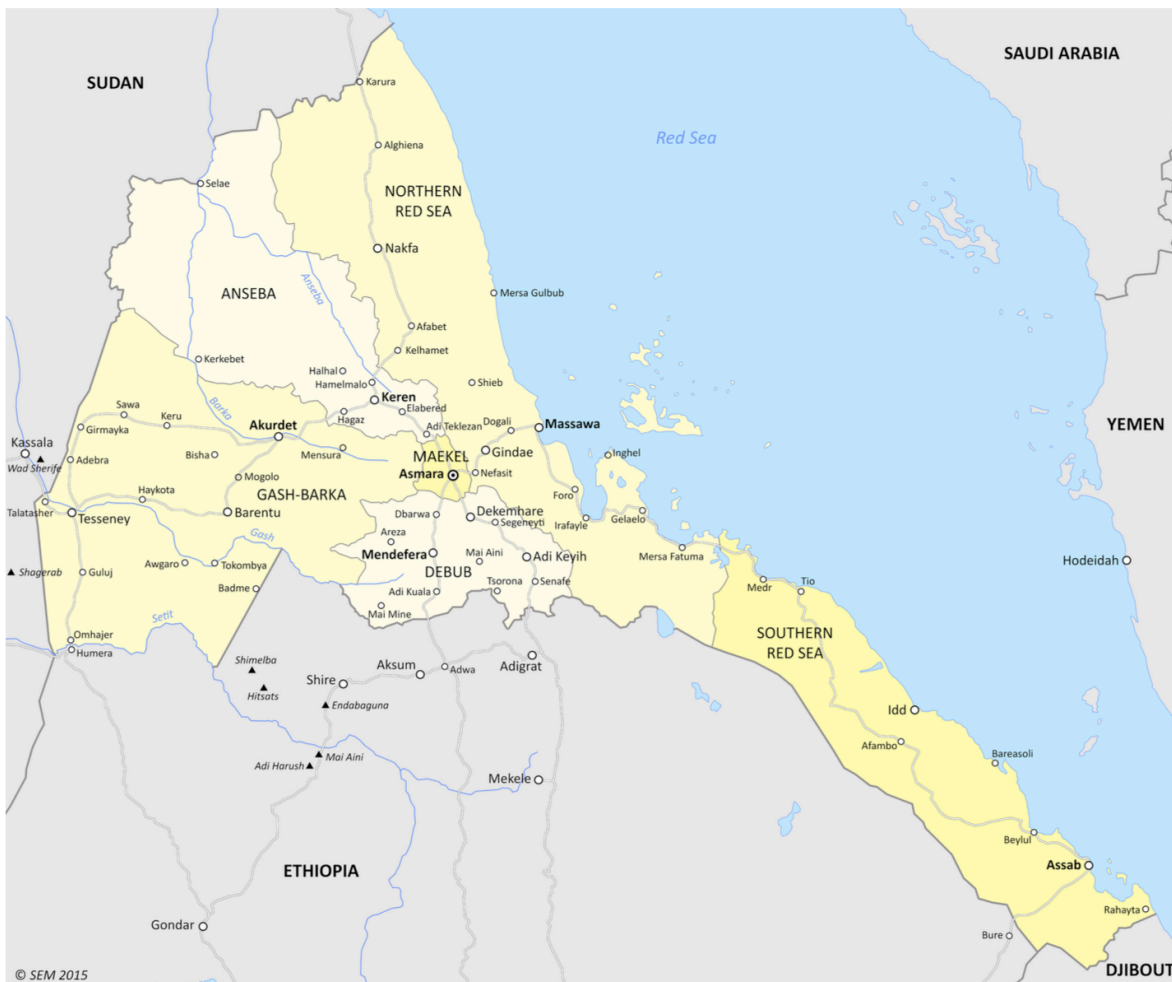 SAUDI ARABIA
SUDAN
Karura
Red Sea
Alghiena
Selae
NORTHERN
RED SEA
Nakfa
ANSEBA
Anseba
Mersa Gulbub
Afabet
Kelhamet
Kerkebet
Halhal
Hamelmalo
Shieb
Keren
Elabered
Hagaz
Barka
Sawa
Keru
Girmayka
Akurdet
Adi Teklezan
Dogali
Massawa
YEMEN
Kassala
Wad Sherife
Adebra
Bisha
Mensura
MAEKEL
Gindae
Inghel
Asmara
Nefasit
Mogolo
GASH-BARKA
Haykota
Foro
Talatasher
Tesseney
Barentu
Dbarwa
Dekemhare
Segeneyti
Irafayle
Gelaelo
Gash
Areza
Mendefera
Mai Aini
Adi Keyih
Mersa Fatuma
Hodeidah
Shagerab
Guluj
Awgaro
Tokombya
DEBUB
Badme
Adi Kuala
Tsorona
Senafe
Medr
Tio
Mai Mine
Setit
Omhajer
Humera
SOUTHERN
RED SEA
Shimelba
Hitsats
Shire
Aksum
Adwa
Adigrat
Endabaguna
Idd
Afambo
Mai Aini
Adi Harush
Bareasoli
Mekele
Beylul
Assab
ETHIOPIA
Rahayta
Gondar
Bure
© SEM 2015
DJIBOUT